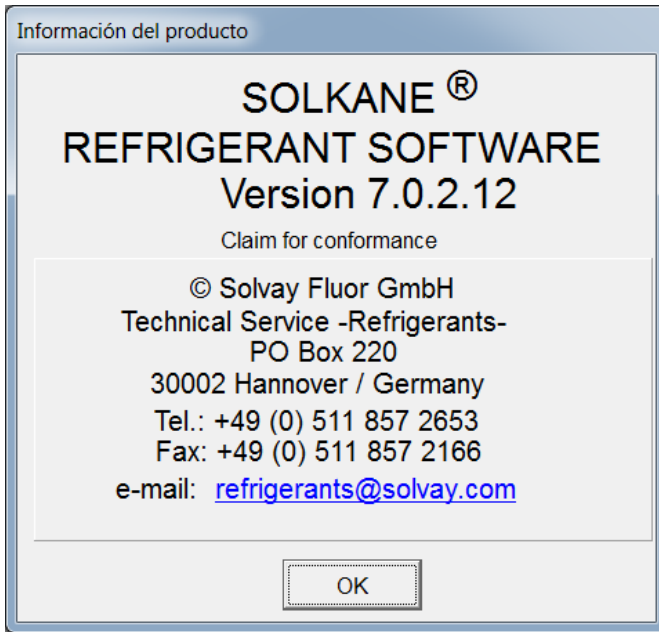 Información del producto
SOLKANE ®
REFRIGERANT SOFTWARE
Version 7.0.2.12
Claim for conformance
© Solvay Fluor GmbH
Technical Service -Refrigerants-
PO Box 220
30002 Hannover / Germany
Tel.: +49 (0) 511 857 2653
Fax: +49 (0) 511 857 2166
e-mail: refrigerants@solvay.com
OK